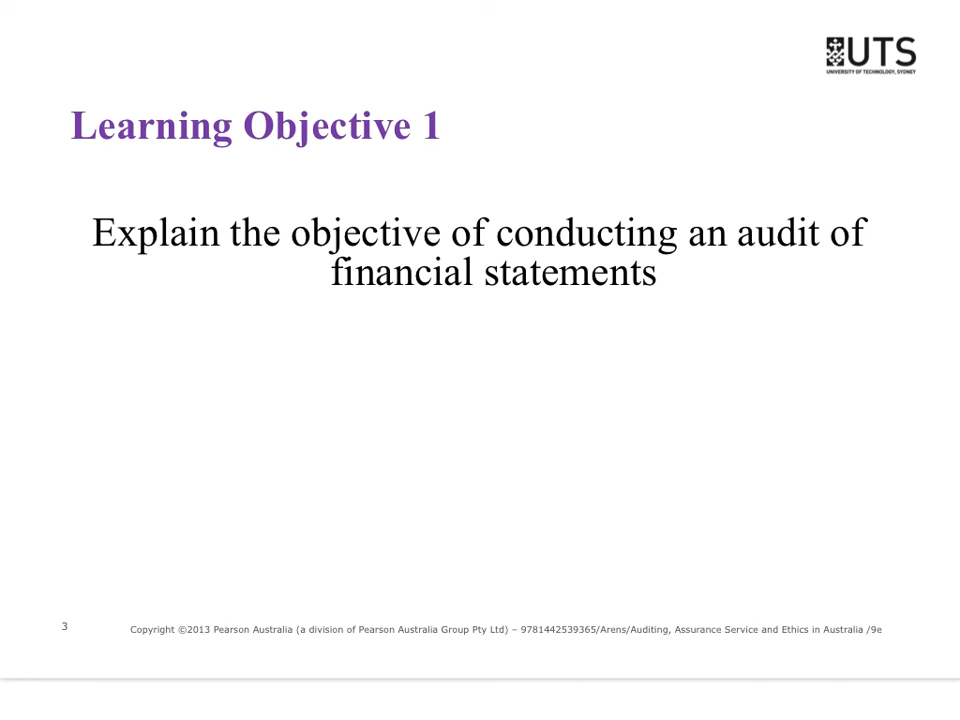 UTS
UNIVERSITY OF TECHNOLOGY, SYDNEY
Learning Objective 1
Explain the objective of conducting an audit of
financial statements
3
Copyright ©2013 Pearson Australia (a division of Pearson Australia Group Pty Ltd) – 9781442539365/Arens/Auditing, Assurance Service and Ethics in Australia /9e